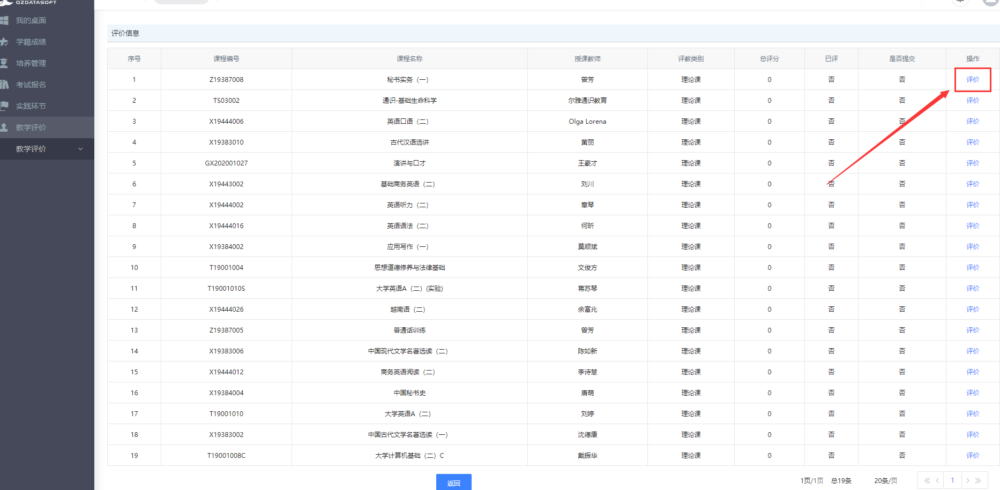 QZDATASOFT
我的桌面
学籍成绩
培养管理
考试报名
实践环节
教学评价
教学评价
评价信息
序号 课程编号 课程名称 授课教师 评教类别 总评分 已评 是否提交 操作
1 Z19387008 秘书实务（一） 曾芳 理论课 0 否 否 评价
2 TS03002 通识-基础生命科学 尔雅通识教育 理论课 0 否 否 评价
3 X19444006 英语口语（二） Olga Lorena 理论课 0 否 否 评价
4 X19383010 古代汉语选讲 黄丽 理论课 0 否 否 评价
5 GX202001027 演讲与口才 王豪才 理论课 0 否 否 评价
6 X19443002 基础商务英语（二） 刘川 理论课 0 否 否 评价
7 X19444002 英语听力（二） 章琴 理论课 0 否 否 评价
8 X19444016 英语语法（二） 何昕 理论课 0 否 否 评价
9 X19384002 应用写作（一） 莫顺斌 理论课 0 否 否 评价
10 T19001004 思想道德修养与法律基础 文俊方 理论课 0 否 否 评价
11 T19001010S 大学英语A（二）(实验) 蒋苏琴 理论课 0 否 否 评价
12 X19444026 越南语（二） 余富兆 理论课 0 否 否 评价
13 Z19387005 普通话训练 曾芳 理论课 0 否 否 评价
14 X19383006 中国现代文学名著选读（二） 陈如新 理论课 0 否 否 评价
15 X19444012 商务英语阅读（二） 李诗慧 理论课 0 否 否 评价
16 X19384004 中国秘书史 唐萌 理论课 0 否 否 评价
17 T19001010 大学英语A（二） 刘婷 理论课 0 否 否 评价
18 X19383002 中国古代文学名著选读（一） 沈德康 理论课 0 否 否 评价
19 T19001008C 大学计算机基础（二）C 戴振华 理论课 0 否 否 评价
返回 1页/1页 总19条 20条/页 1